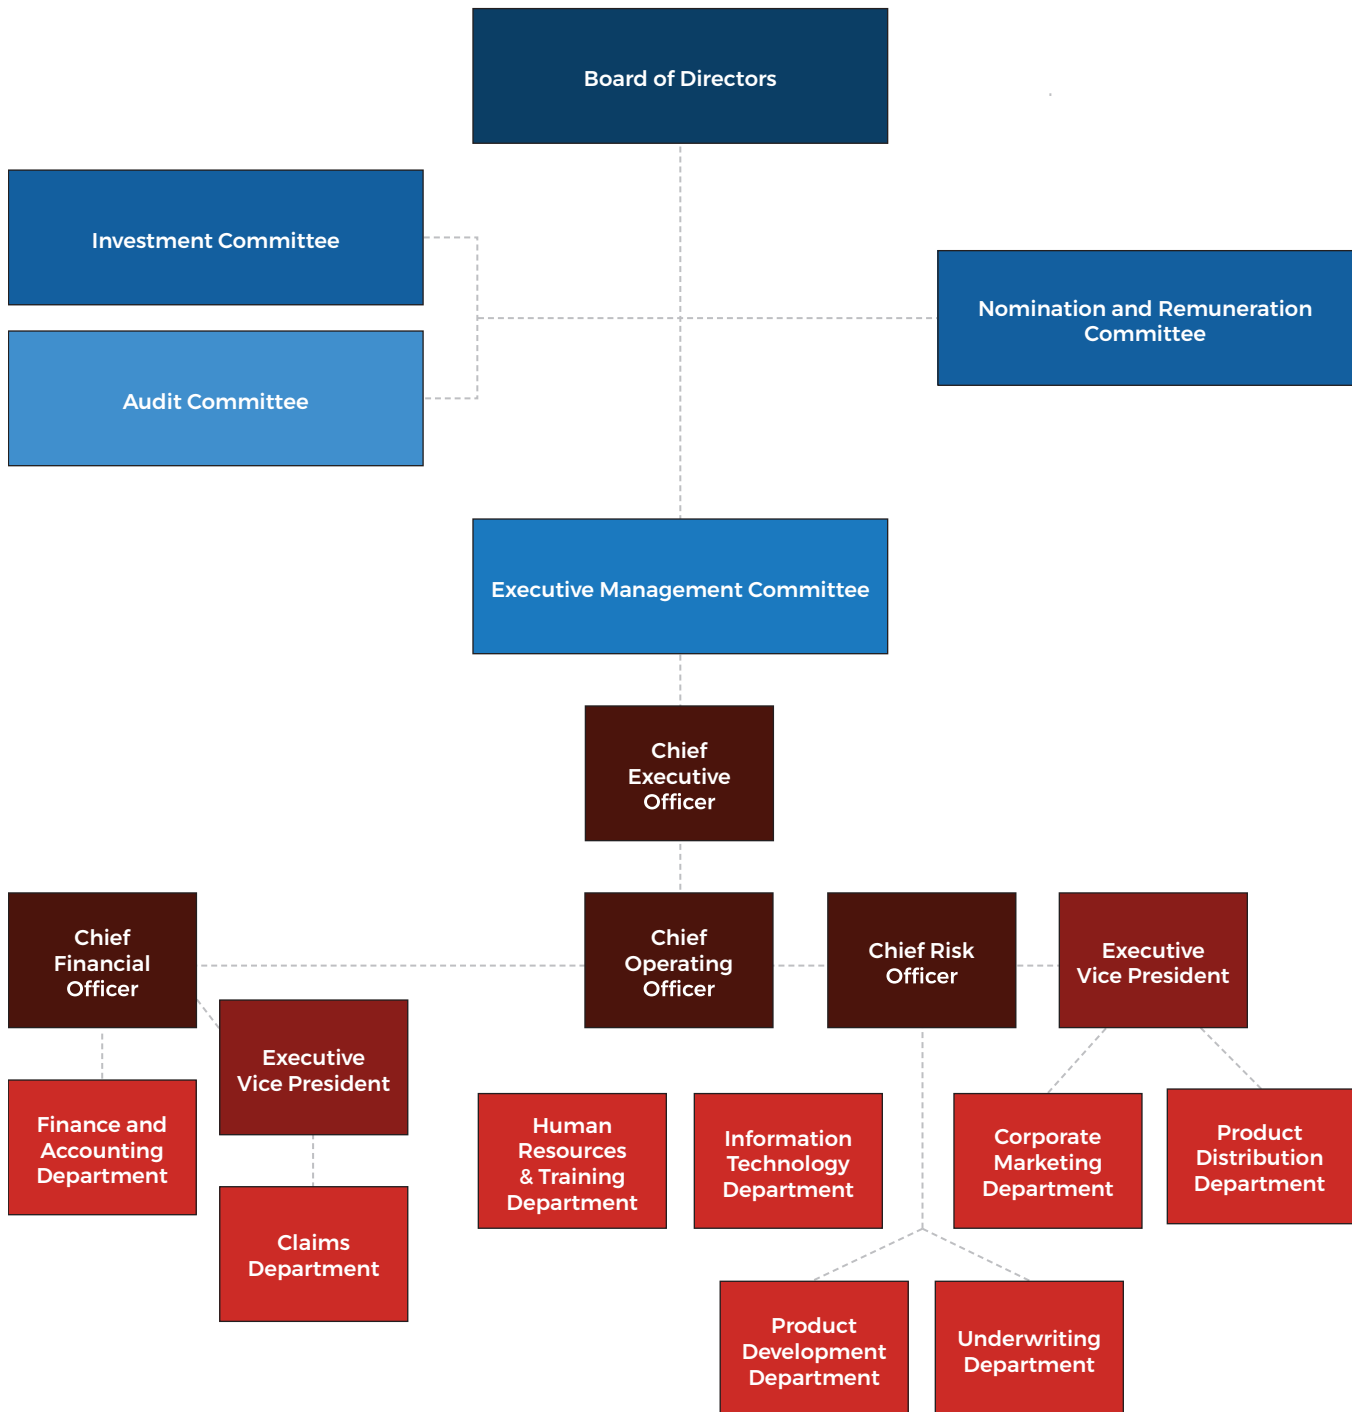 Board of Directors
Investment Committee
Nomination and Remuneration
Committee
Audit Committee
Executive Management Committee
Chief
Executive
Officer
Chief
Financial
Officer
Chief
Operating
Officer
Chief Risk
Officer
Executive
Vice President
Executive
Vice President
Finance and
Accounting
Department
Human
Resources
& Training
Department
Information
Technology
Department
Corporate
Marketing
Department
Product
Distribution
Department
Claims
Department
Product
Development
Department
Underwriting
Department